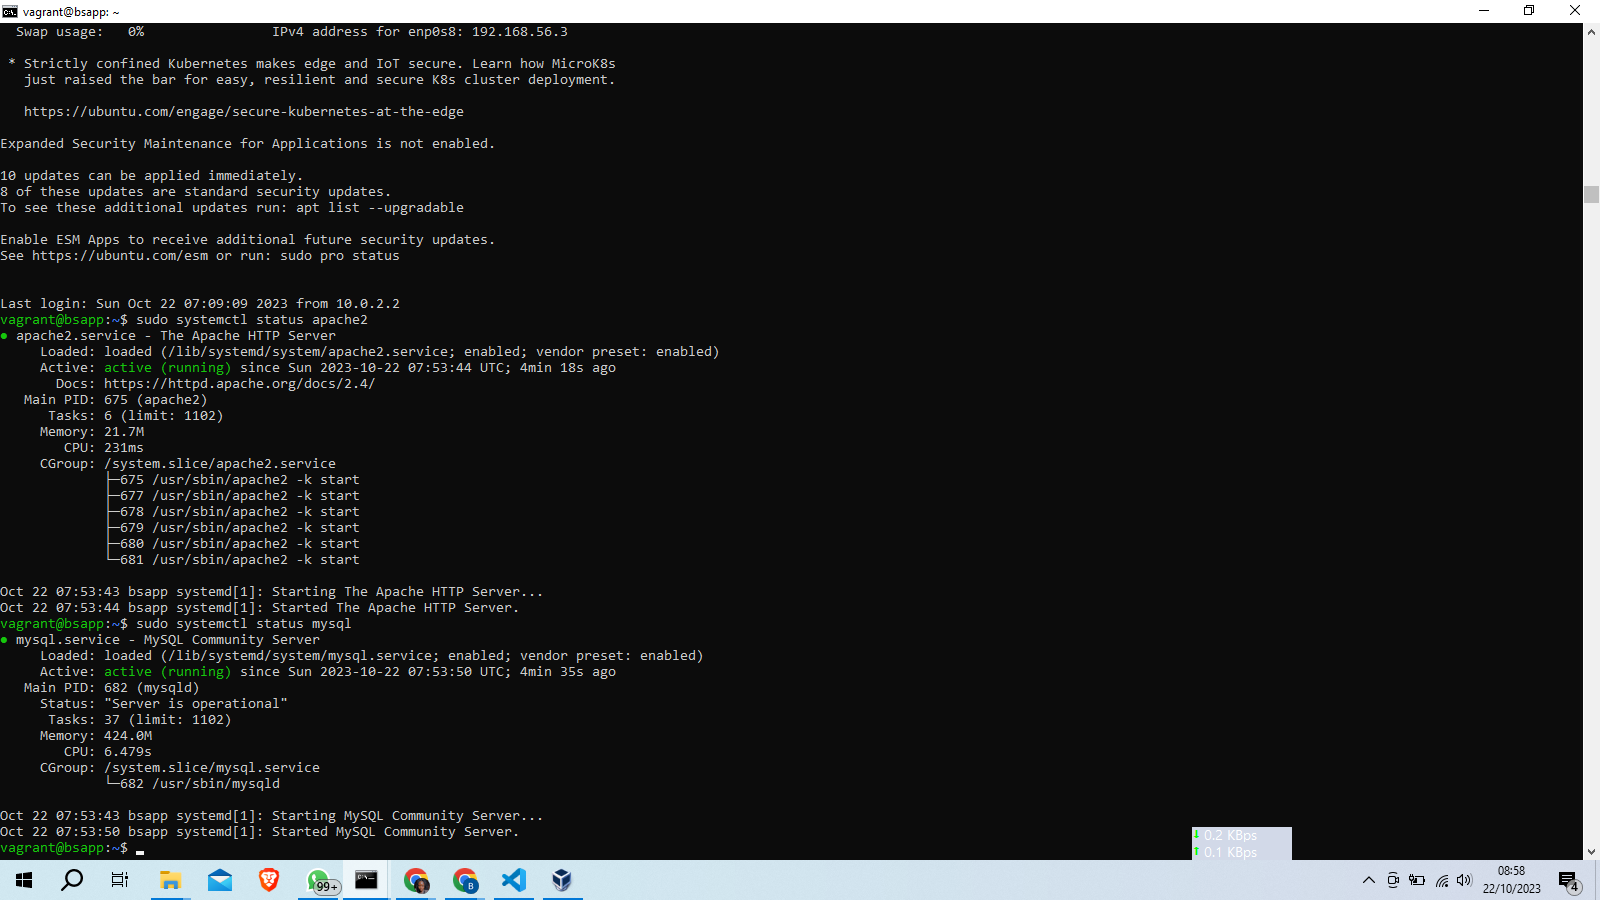 vagrant@bsapp: ~
Swap usage:   0%                IPv4 address for enp0s8: 192.168.56.3
* Strictly confined Kubernetes makes edge and IoT secure. Learn how MicroK8s
just raised the bar for easy, resilient and secure K8s cluster deployment.
https://ubuntu.com/engage/secure-kubernetes-at-the-edge
Expanded Security Maintenance for Applications is not enabled.
10 updates can be applied immediately.
8 of these updates are standard security updates.
To see these additional updates run: apt list --upgradable
Enable ESM Apps to receive additional future security updates.
See https://ubuntu.com/esm or run: sudo pro status
Last login: Sun Oct 22 07:09:09 2023 from 10.0.2.2
vagrant@bsapp:~$ sudo systemctl status apache2
● apache2.service - The Apache HTTP Server
Loaded: loaded (/lib/systemd/system/apache2.service; enabled; vendor preset: enabled)
Active: active (running) since Sun 2023-10-22 07:53:44 UTC; 4min 18s ago
Docs: https://httpd.apache.org/docs/2.4/
Main PID: 675 (apache2)
Tasks: 6 (limit: 1102)
Memory: 21.7M
CPU: 231ms
CGroup: /system.slice/apache2.service
├─675 /usr/sbin/apache2 -k start
├─677 /usr/sbin/apache2 -k start
├─678 /usr/sbin/apache2 -k start
├─679 /usr/sbin/apache2 -k start
├─680 /usr/sbin/apache2 -k start
└─681 /usr/sbin/apache2 -k start
Oct 22 07:53:43 bsapp systemd[1]: Starting The Apache HTTP Server...
Oct 22 07:53:44 bsapp systemd[1]: Started The Apache HTTP Server.
vagrant@bsapp:~$ sudo systemctl status mysql
● mysql.service - MySQL Community Server
Loaded: loaded (/lib/systemd/system/mysql.service; enabled; vendor preset: enabled)
Active: active (running) since Sun 2023-10-22 07:53:50 UTC; 4min 35s ago
Main PID: 682 (mysqld)
Status: "Server is operational"
Tasks: 37 (limit: 1102)
Memory: 424.0M
CPU: 6.479s
CGroup: /system.slice/mysql.service
└─682 /usr/sbin/mysqld
Oct 22 07:53:43 bsapp systemd[1]: Starting MySQL Community Server...
Oct 22 07:53:50 bsapp systemd[1]: Started MySQL Community Server.
vagrant@bsapp:~$
0.2 KBps
0.1 KBps
99+
B
08:58
22/10/2023
4